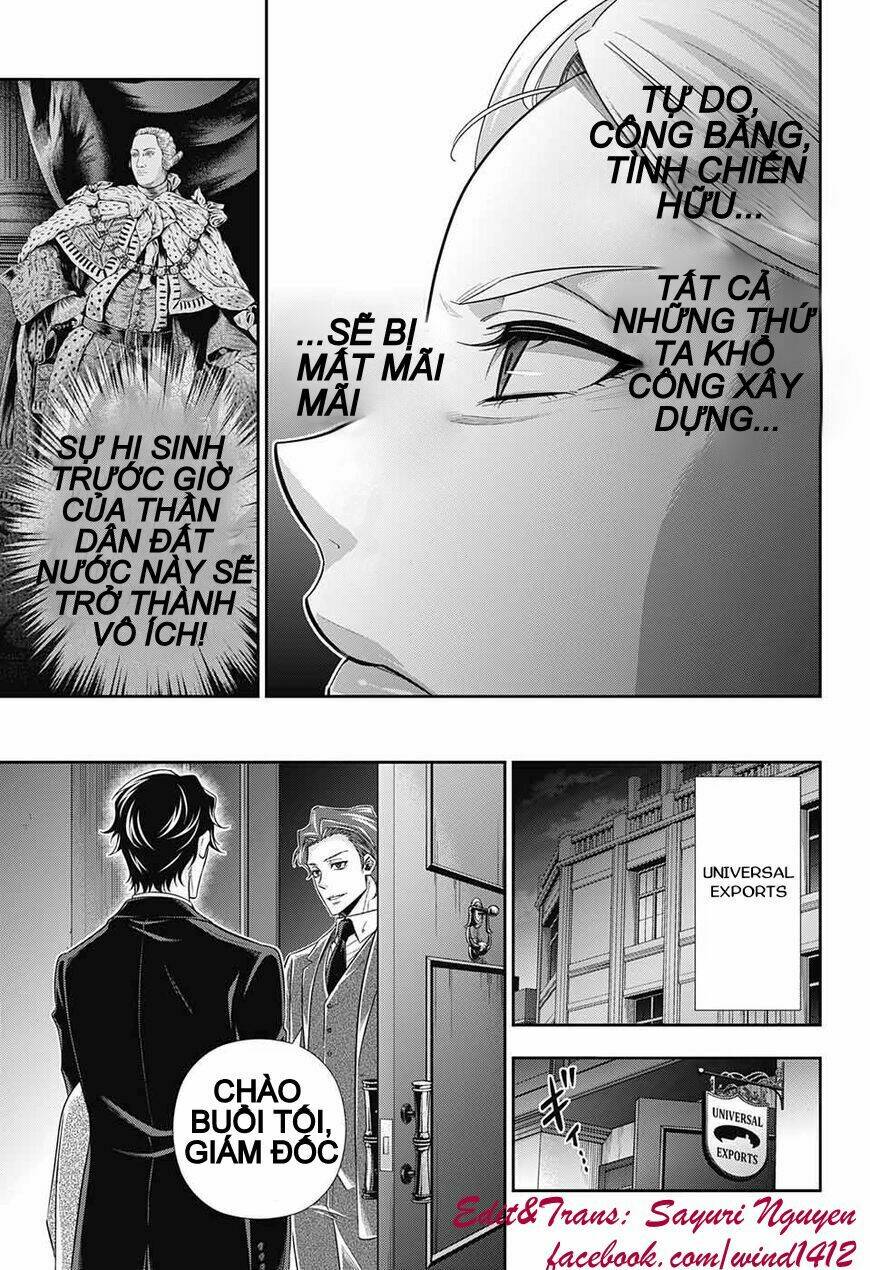 TỰ DO,
CÔNG BẰNG,
TÌNH CHIẾN
HỮU...
TẤT CẢ
NHỮNG THỨ
TA KHỔ
CÔNG XÂY
DỰNG...
...SẼ BỊ
MẤT MÃI
MÃI
SỰ HI SINH
TRƯỚC GIỜ
CỦA THẦN
DÂN ĐẤT
NƯỚC NÀY SẼ
TRỞ THÀNH
VÔ ÍCH!
UNIVERSAL
EXPORTS
ギィ...
UNIVERSAL
EXPORTS
CHÀO
BUỔI TỐI,
GIÁM ĐỐC
Edit&Trans: Sayuri Nguyen
facebook.com/wind1412